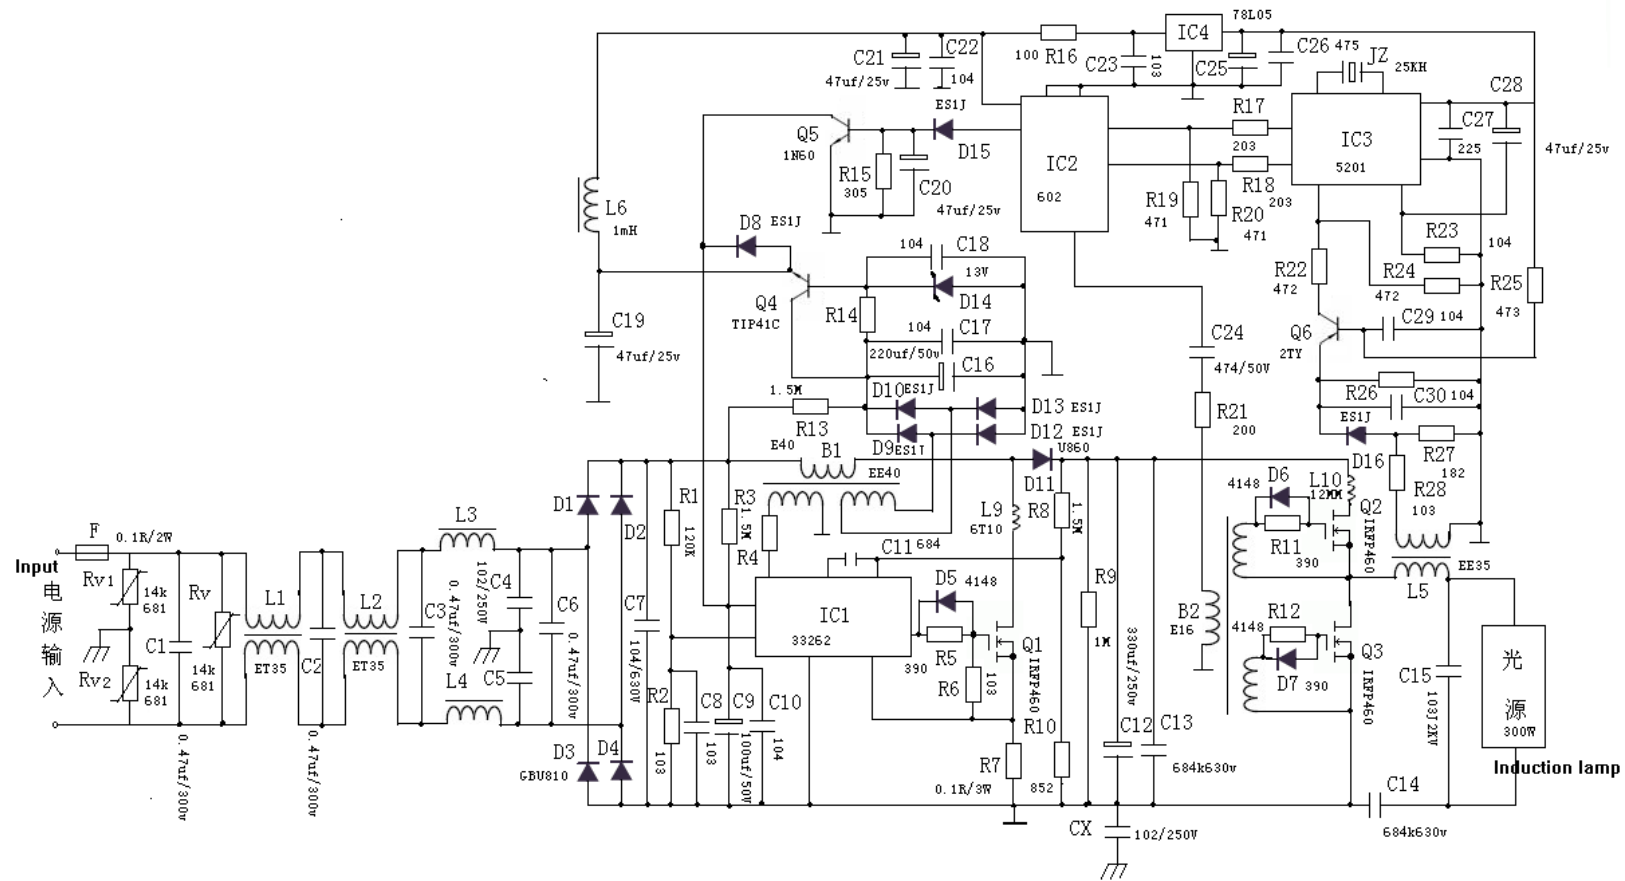 78L05
IC4
C21
47uf/25v
C22
104
100 R16
C23
103
C25
C26
475
JZ
25KH
C28
C27
225
47uf/25v
ES1J
D15
Q5
1N60
R15
305
C20
47uf/25v
IC2
602
R17
203
R18
203
R19
471
R20
471
IC3
5201
L6
1mH
D8 ES1J
Q4
TIP41C
104 C18
13V
D14
R14
104 C17
220uf/50v
C16
C19
47uf/25v
R22
472
R23
104
R24
472
R25
473
Q6
2TY
C29 104
C24
474/50V
R21
200
R26
C30 104
ES1J
D16
R27
182
R28
103
1.5M
R13
D10 ES1J
D13 ES1J
D9 ES1J
D12 ES1J
E40
B1
EE40
U860
D11
D1
D2
R1
120K
R3
1.5M
R4
L9
6T10
R8
1.5M
D6
4148
L10
12MM
Q2
IRFP460
R11
390
EE35
L5
F 0.1R/2W
Input
电
源
输
入
Rv1
14k
681
Rv
14k
681
Rv2
14k
681
C1
0.47uf/300v
L1
ET35
C2
0.47uf/300v
L2
ET35
C3
0.47uf/300v
L3
L4
102/250V
C4
C5
C6
0.47uf/300v
C7
104/630V
D3
D4
GBU810
C11 684
IC1
33262
D5 4148
R5
390
R6
103
Q1
IRFP460
R9
1M
330uf/250v
B2
E16
R12
4148
D7 390
Q3
IRFP460
C15
103J2KV
光
源
300W
Induction lamp
R2
103
C8
103
C9
100uf/50V
C10
104
R7
0.1R/3W
R10
852
C12
C13
684k630v
C14
684k630v
CX
102/250V